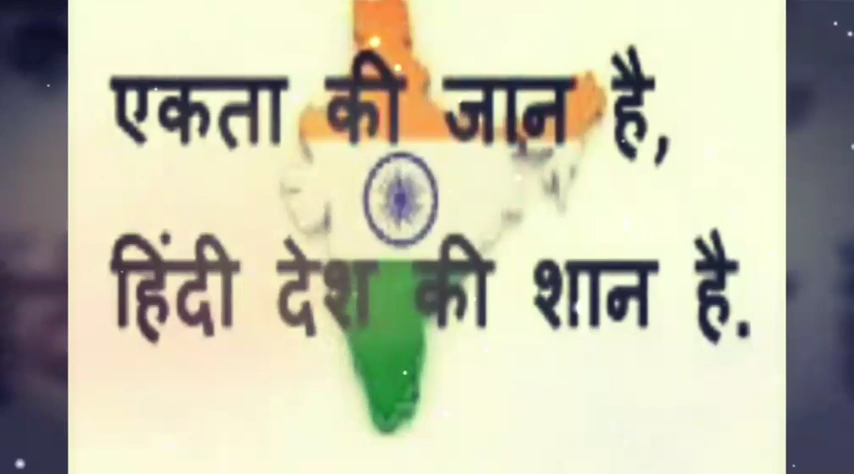 एकता की जान है,
हिंदी देश की शान है.